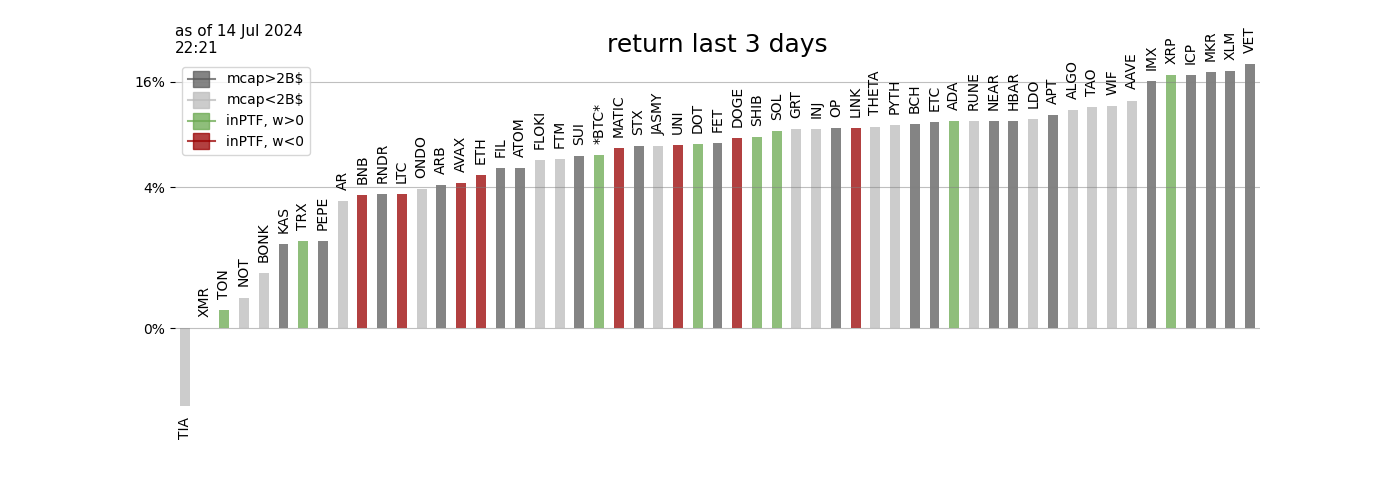 as of 14 Jul 2024
22:21
return last 3 days
mcap>2B$
mcap<2B$
inPTF, w>0
inPTF, w<0
16%
4%
0%
TIA
XMR
TON
NOT
BONK
KAS
TRX
PEPE
AR
BNB
RNDR
LTC
ONDO
ARB
AVAX
ETH
FIL
ATOM
FLOKI
FTM
SUI
*BTC*
MATIC
STX
JASMY
UNI
DOT
FET
DOGE
SHIB
SOL
GRT
INJ
OP
LINK
THETA
PYTH
BCH
ETC
ADA
RUNE
NEAR
HBAR
LDO
APT
ALGO
TAO
WIF
AAVE
IMX
XRP
ICP
MKR
XLM
VET